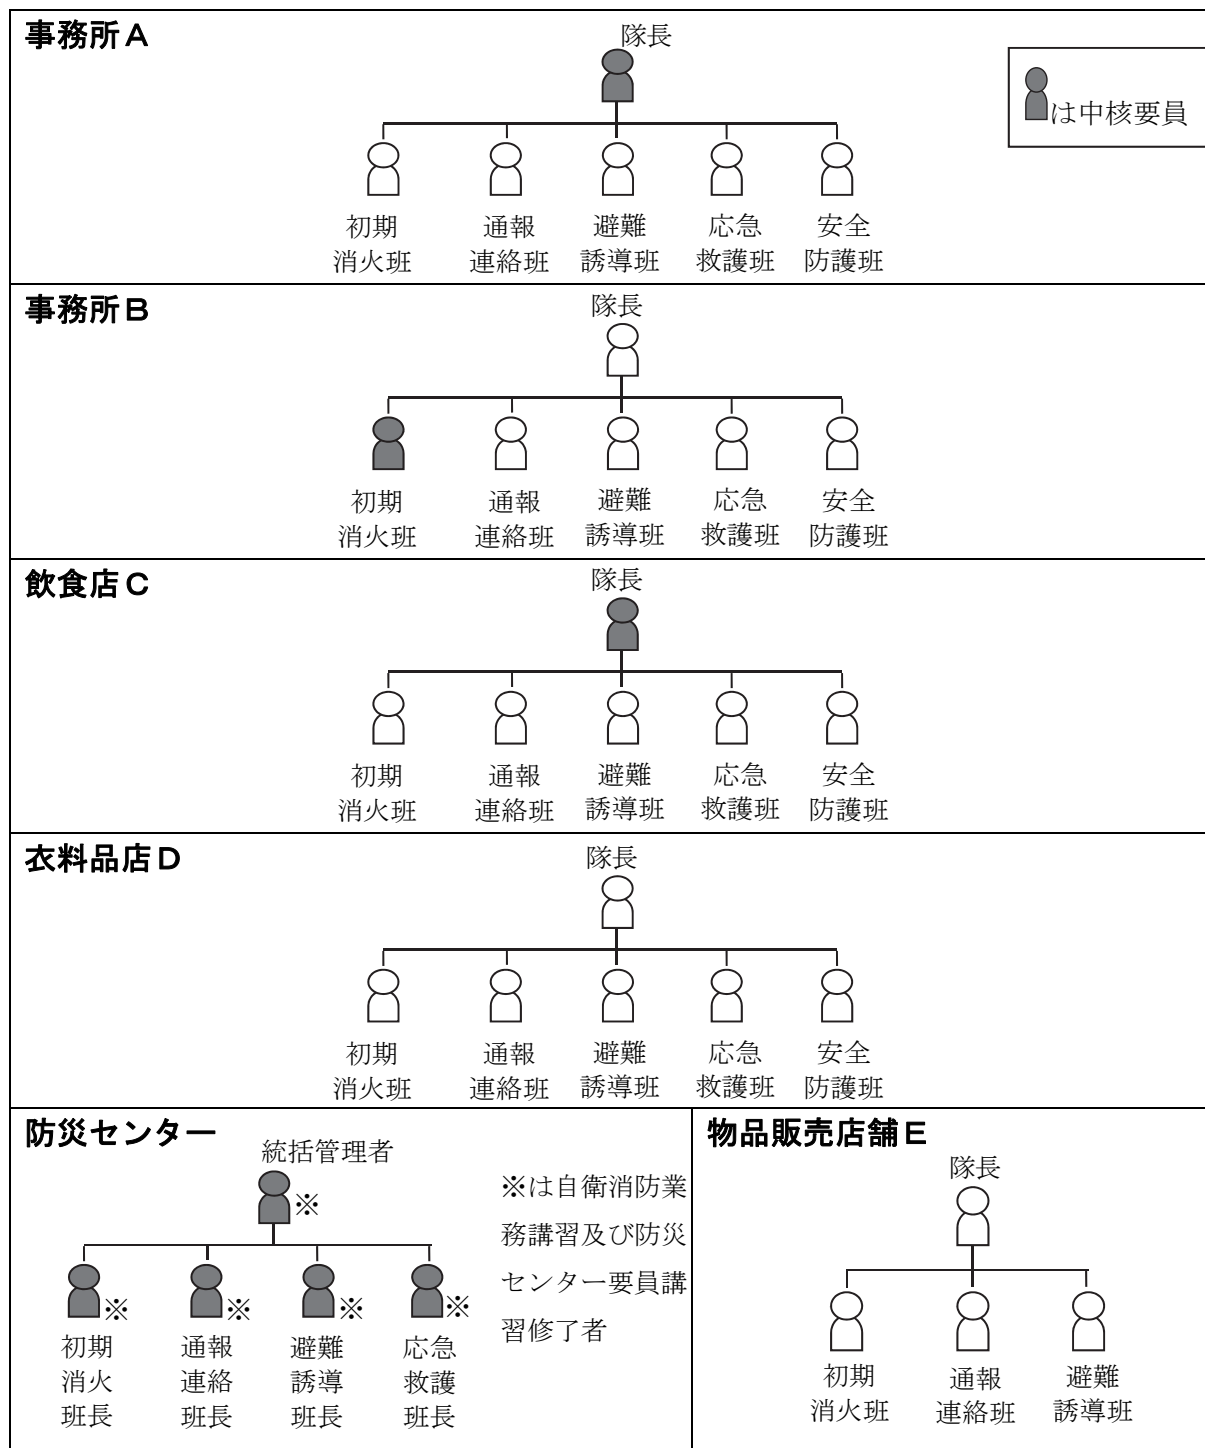 事務所A
隊長
は中核要員
初期 通報 避難 応急 安全
消火班 連絡班 誘導班 救護班 防護班
事務所B
隊長
初期 通報 避難 応急 安全
消火班 連絡班 誘導班 救護班 防護班
飲食店C
隊長
初期 通報 避難 応急 安全
消火班 連絡班 誘導班 救護班 防護班
衣料品店D
隊長
初期 通報 避難 応急 安全
消火班 連絡班 誘導班 救護班 防護班
防災センター
統括管理者
※
※ ※ ※ ※
初期 通報 避難 応急
消火 連絡 誘導 救護
班長 班長 班長 班長
※は自衛消防業
務講習及び防災
センター要員講
習修了者
物品販売店舗E
隊長
初期 通報 避難
消火班 連絡班 誘導班